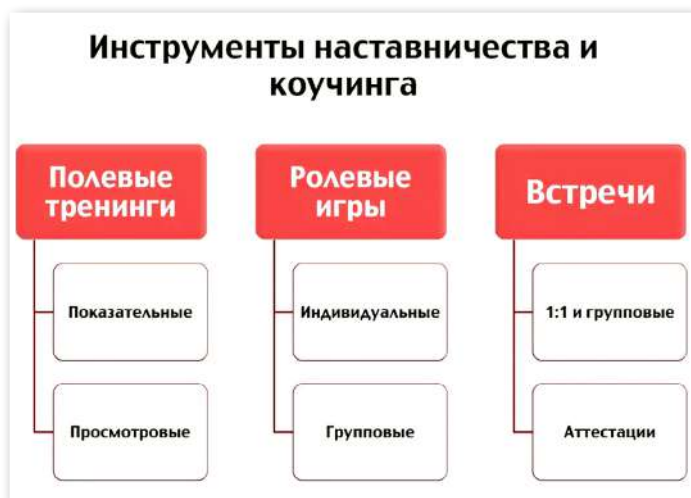 Инструменты наставничества и
коучинга
Полевые
тренинги
Показательные
Просмотровые
Ролевые
игры
Индивидуальные
Групповые
Встречи
1:1 и групповые
Аттестации